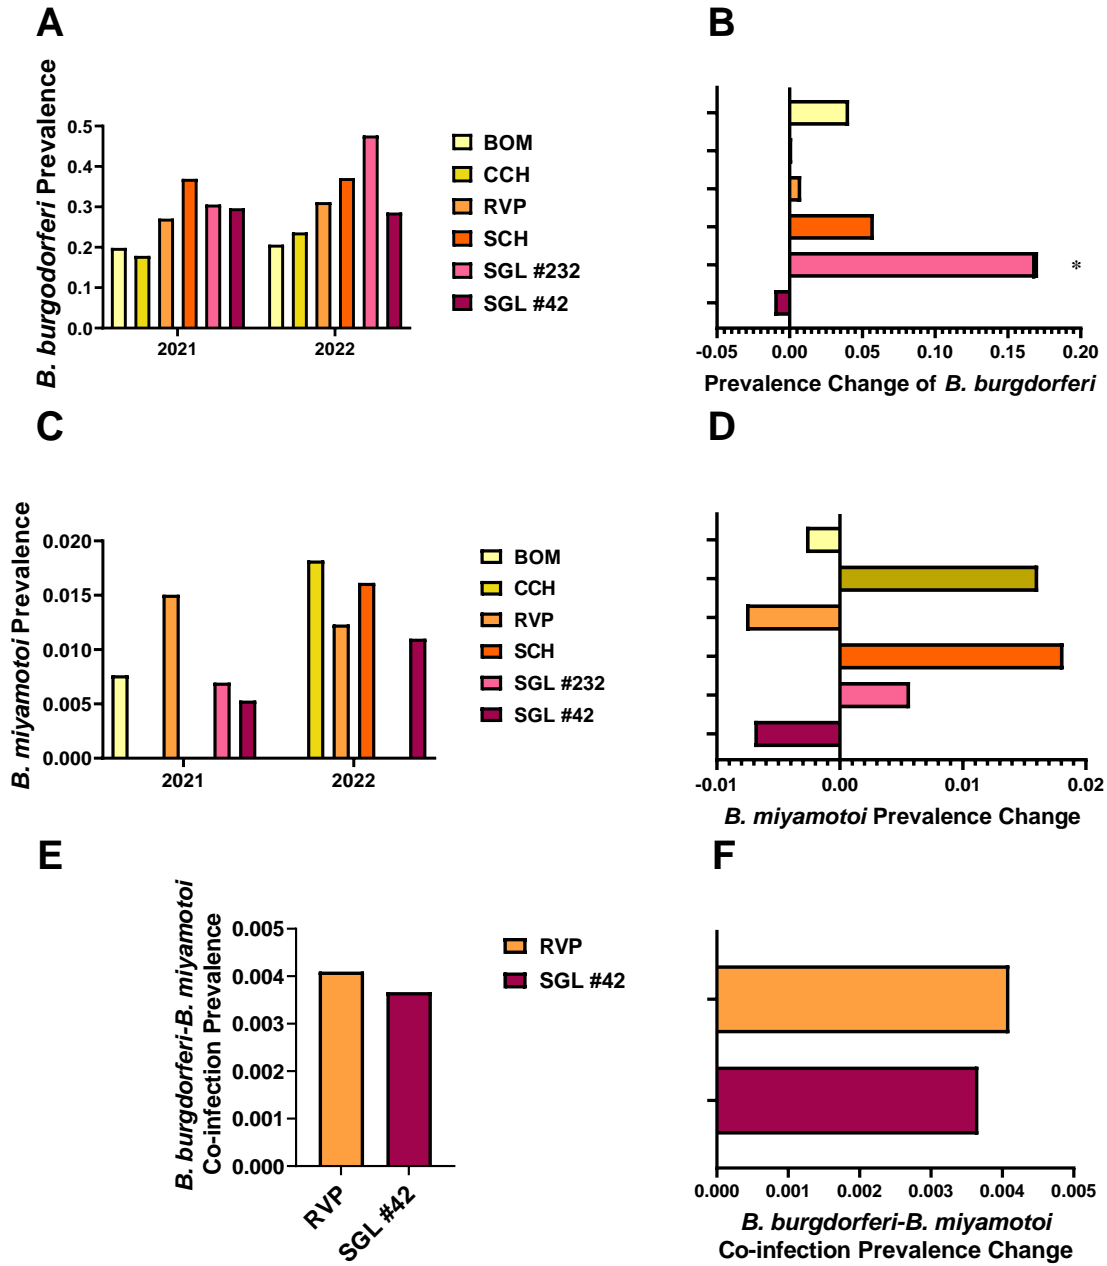 A
B. burgodorferi Prevalence
0.5
0.4
0.3
0.2
0.1
0.0
2021
2022
BOM
CCH
RVP
SCH
SGL #232
SGL #42
B
*
-0.05
0.00
0.05
0.10
0.15
0.20
Prevalence Change of B. burgdorferi
C
B. miyamotoi Prevalence
0.020
0.015
0.010
0.005
0.000
2021
2022
BOM
CCH
RVP
SCH
SGL #232
SGL #42
D
-0.01
0.00
0.01
0.02
B. miyamotoi Prevalence Change
E
B. burgdorferi-B. miyamotoi
Co-infection Prevalence
0.005
0.004
0.003
0.002
0.001
0.000
RVP
SGL #42
RVP
SGL #42
F
0.000
0.001
0.002
0.003
0.004
0.005
B. burgdorferi-B. miyamotoi
Co-infection Prevalence Change